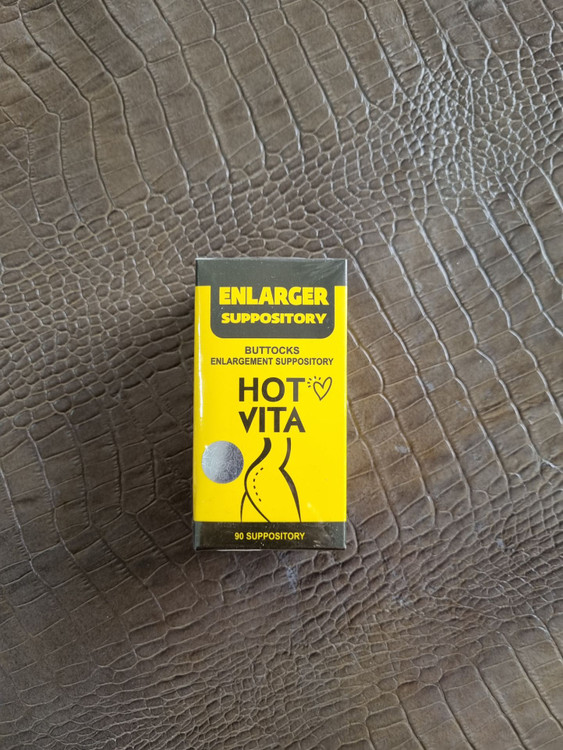 ENLARGER
SUPPOSITORY
BUTTOCKS
ENLARGEMENT SUPPOSITORY
HOT
VITA
90 SUPPOSITORY